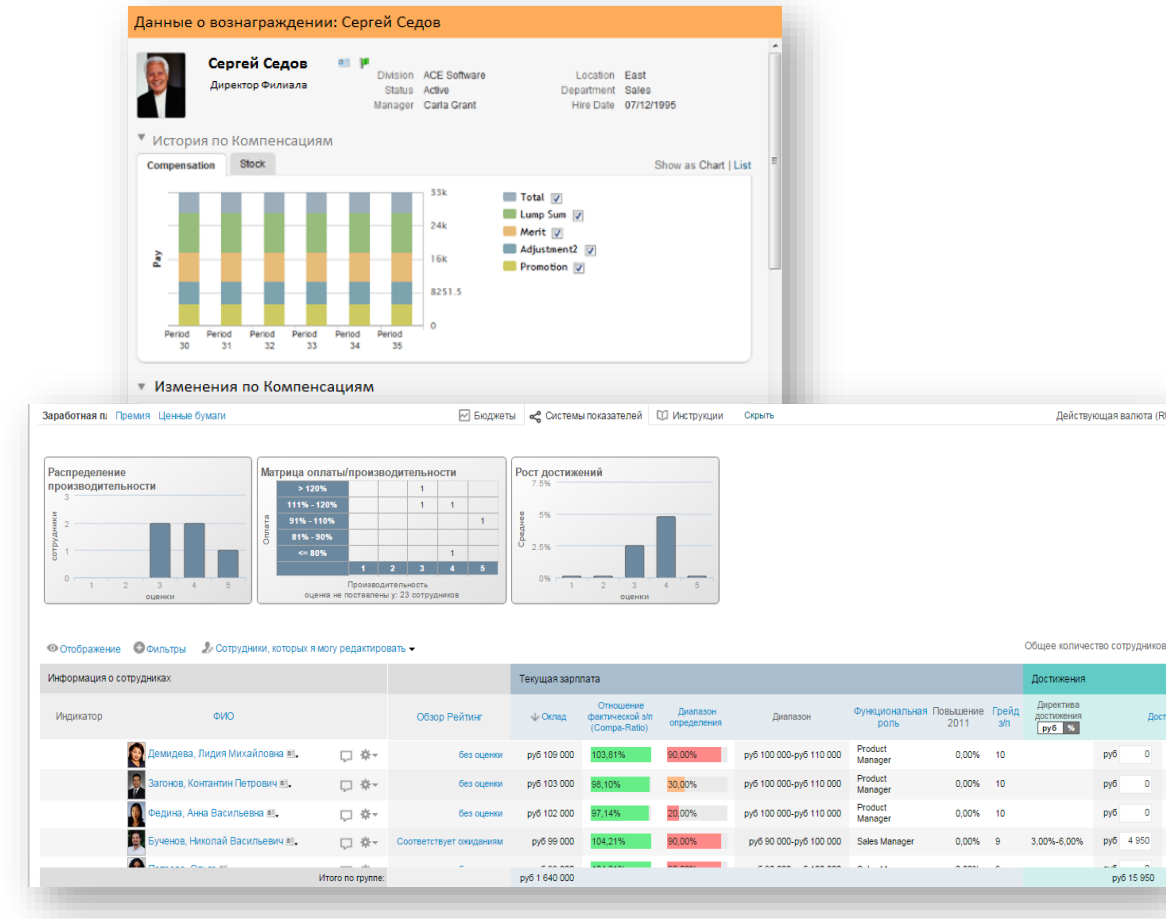 Данные о вознаграждении: Сергей Седов
Сергей Седов
Директор Филиала
Division ACE Software
Status Active
Manager Carla Grant
Location East
Department Sales
Hire Date 07/12/1995
История по Компенсациям
Compensation Stock
Show as Chart | List
33k
24k
16k
8251.5
0
Pay
Period 30
Period 31
Period 32
Period 33
Period 34
Period 35
Total
Lump Sum
Merit
Adjustment2
Promotion
Изменения по Компенсациям
Заработная п Премия Ценные бумаги
Бюджеты Системы показателей Инструкции Скрыть
Действующая валюта (R
Распределение
производительности
3
2
1
0
сотрудники
1 2 3 4 5
оценки
Матрица оплаты/производительности
Оплата
> 120% 1
111% - 120% 1 1
91% - 110% 1
81% - 90%
<= 80% 1
1 2 3 4 5
Производительность
оценка не поставлены у: 23 сотрудников
Рост достижений
7.5%
5%
2.5%
0%
Среднее
1 2 3 4 5
оценки
Отображение Фильтры Сотрудники, которых я могу редактировать
Общее количество сотрудников
Информация о сотрудниках Текущая зарплата Достижения
Индикатор ФИО Обзор Рейтинг Оклад
Отношение
фактической з/п
(Compa-Ratio)
Диапазон
определения
Диапазон
Функциональная
роль
Повышение
2011
Грейд
з/п
Директива
достижения
руб %
Дост
Демидева, Лидия Михайловна без оценки руб 109 000 103,81% 90,00% руб 100 000-руб 110 000 Product Manager 0,00% 10 руб 0
Загонов, Контантин Петрович без оценки руб 103 000 98,10% 30,00% руб 100 000-руб 110 000 Product Manager 0,00% 10 руб 0
Федина, Анна Васильевна без оценки руб 102 000 97,14% 20,00% руб 100 000-руб 110 000 Product Manager 0,00% 10 руб 0
Бученов, Николай Васильевич Соответствует ожиданиям руб 99 000 104,21% 90,00% руб 90 000-руб 100 000 Sales Manager 0,00% 9 3,00%-6,00% руб 4 950
Итого по группе: руб 1 640 000 руб 15 950